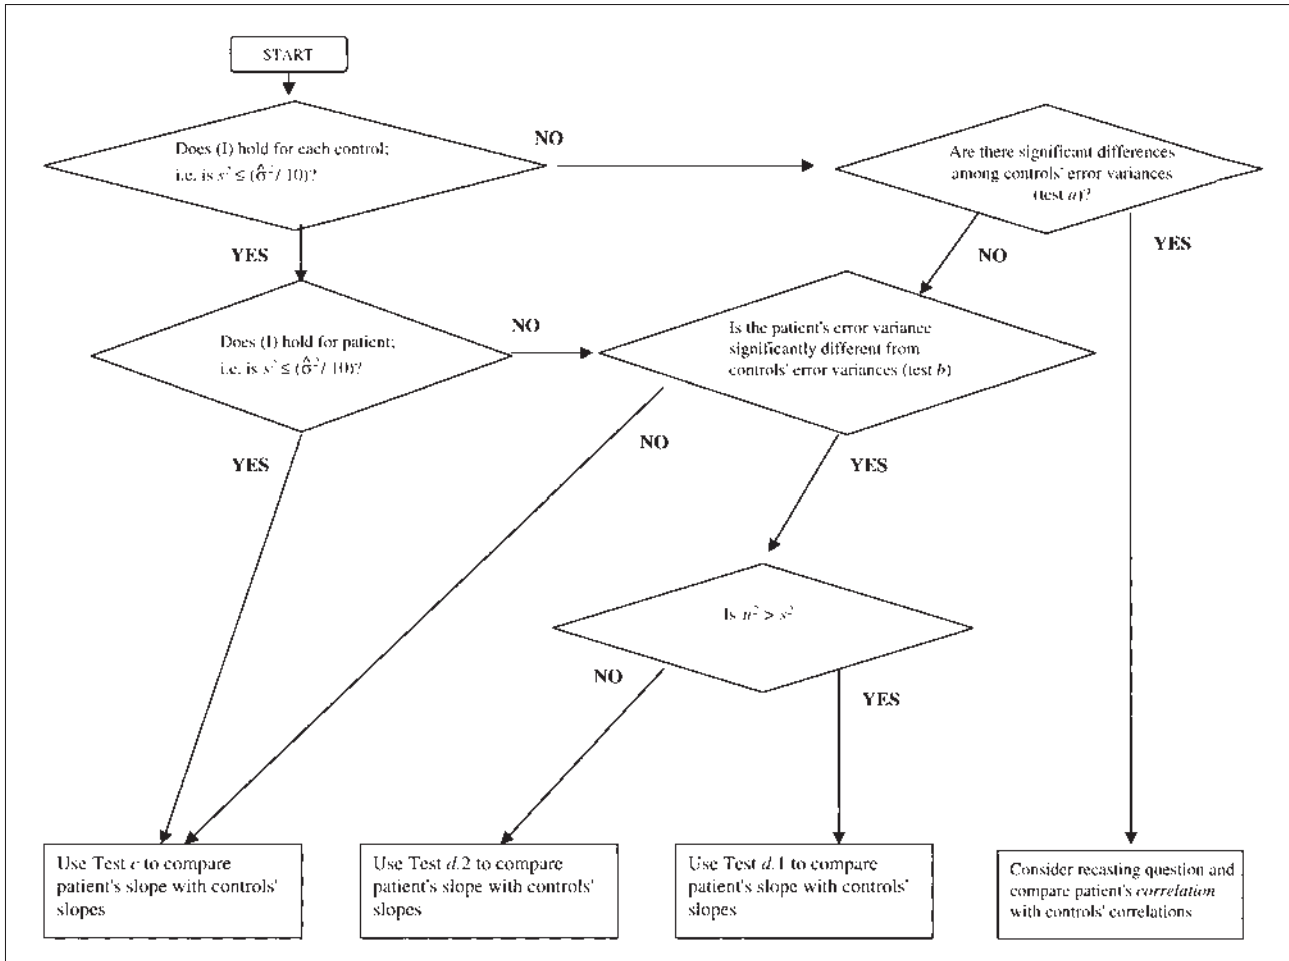 START
Does (I) hold for each control;
i.e. is s² ≤ (σ̂²/ 10)?
NO
Are there significant differences
among controls' error variances
(test a)?
YES
NO
YES
Does (I) hold for patient;
i.e. is s² ≤ (σ̂²/ 10)?
NO
Is the patient's error variance
significantly different from
controls' error variances (test b)
YES
NO
YES
Is u² > s²
NO
YES
Use Test c to compare
patient's slope with controls'
slopes
Use Test d.2 to compare
patient's slope with controls'
slopes
Use Test d.1 to compare
patient's slope with controls'
slopes
Consider recasting question and
compare patient's correlation
with controls' correlations